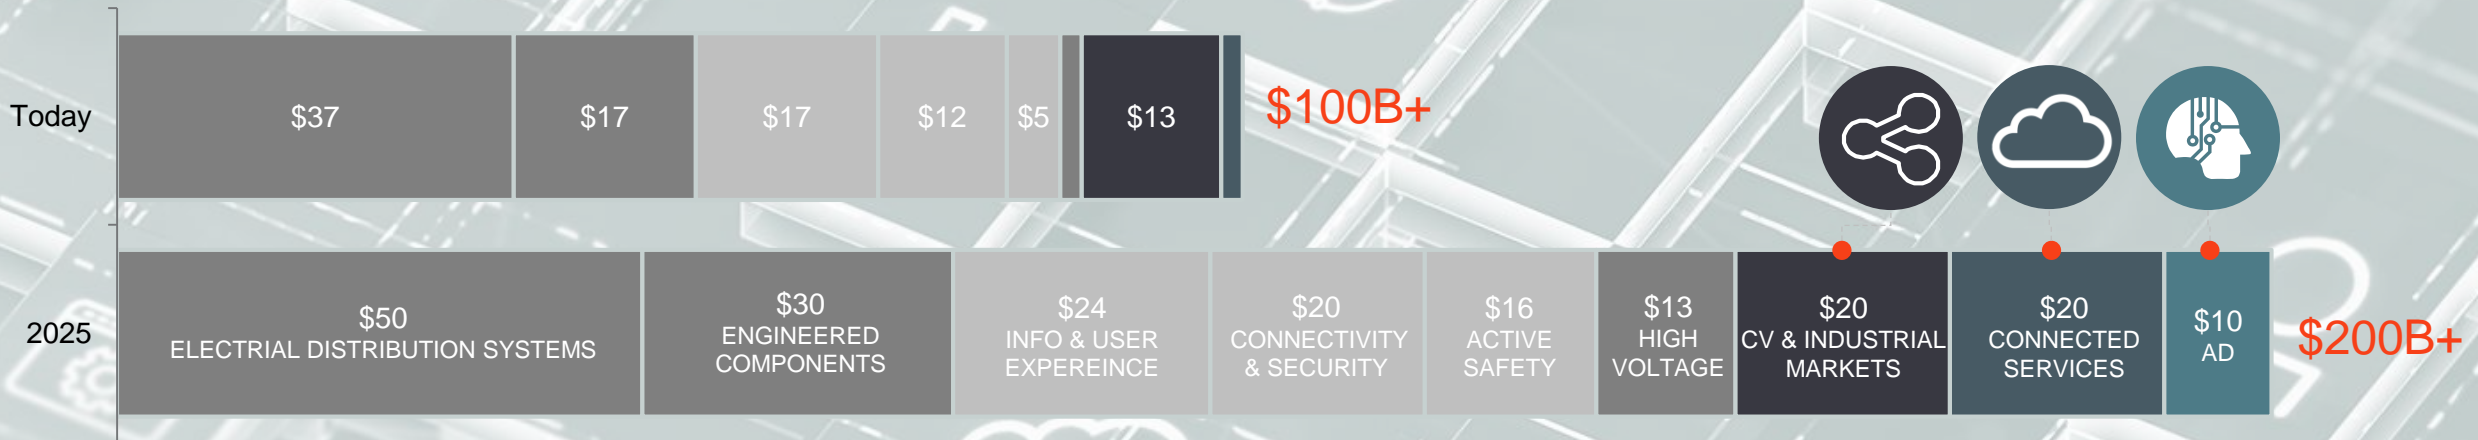 Today
$37
$17
$17
$12
$5
$13
$100B+
2025
$50
ELECTRIAL DISTRIBUTION SYSTEMS
$30
ENGINEERED
COMPONENTS
$24
INFO & USER
EXPEREINCE
$20
CONNECTIVITY
& SECURITY
$16
ACTIVE
SAFETY
$13
HIGH
VOLTAGE
$20
CV & INDUSTRIAL
MARKETS
$20
CONNECTED
SERVICES
$10
AD
$200B+